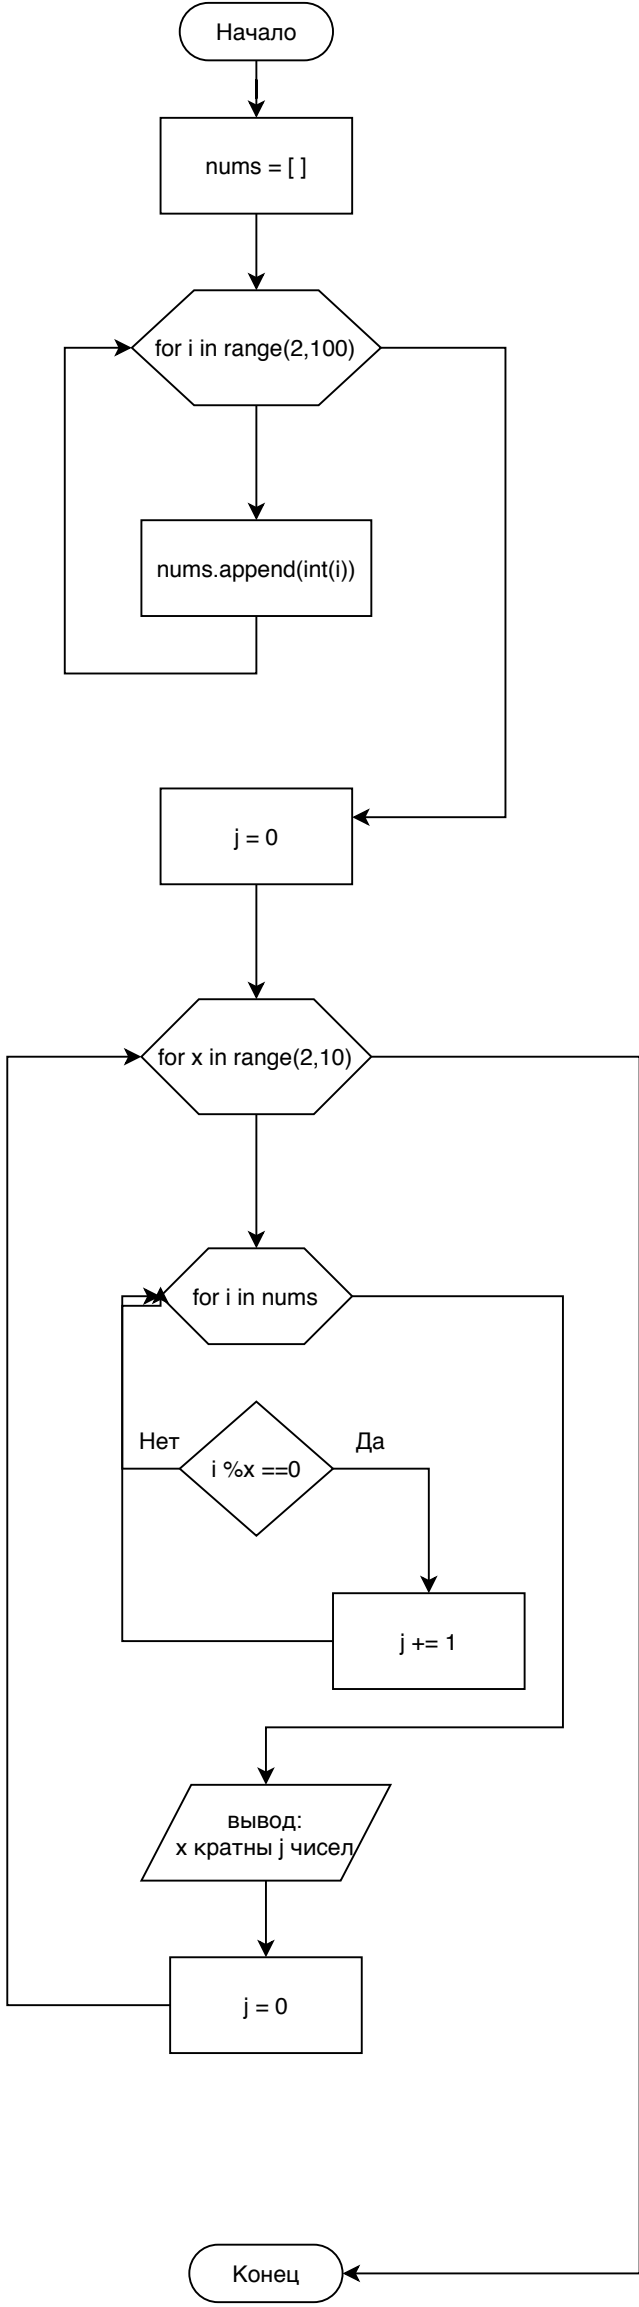 Начало
nums = [ ]
for i in range(2,100)
nums.append(int(i))
j = 0
for x in range(2,10)
for i in nums
Нет
Да
i %x ==0
j += 1
вывод:
x кратны j чисел
j = 0
Конец